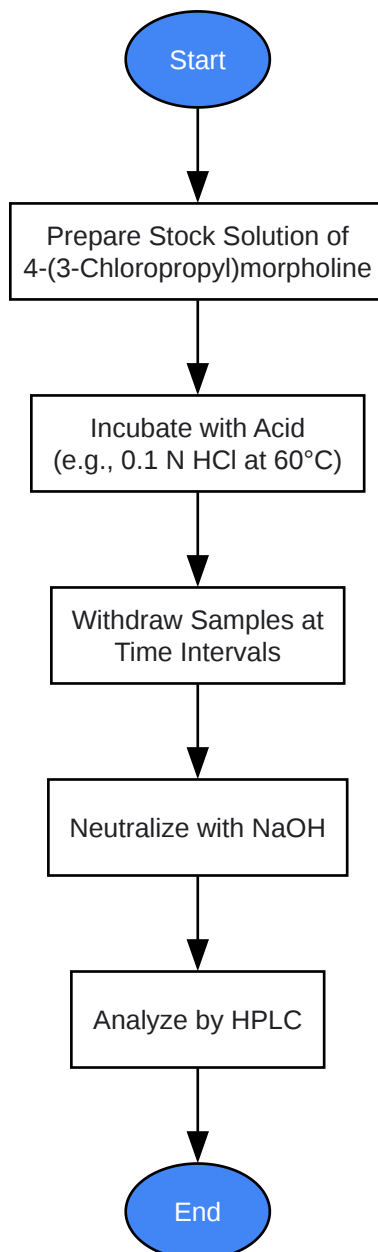 Start
Prepare Stock Solution of
4-(3-Chloropropyl)morpholine
Incubate with Acid
(e.g., 0.1 N HCl at 60°C)
Withdraw Samples at
Time Intervals
Neutralize with NaOH
Analyze by HPLC
End